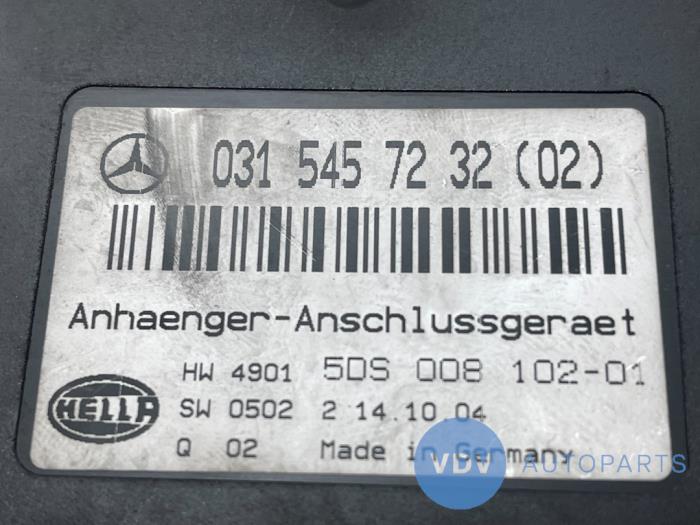 031 545 72 32 (02)
Anhaenger-Anschlussgeraet
HELLA
HW 4901 5DS 008 102-01
SW 0502 2 14.10.04
Q 02 Made in Germany
VDV AUTOPARTS